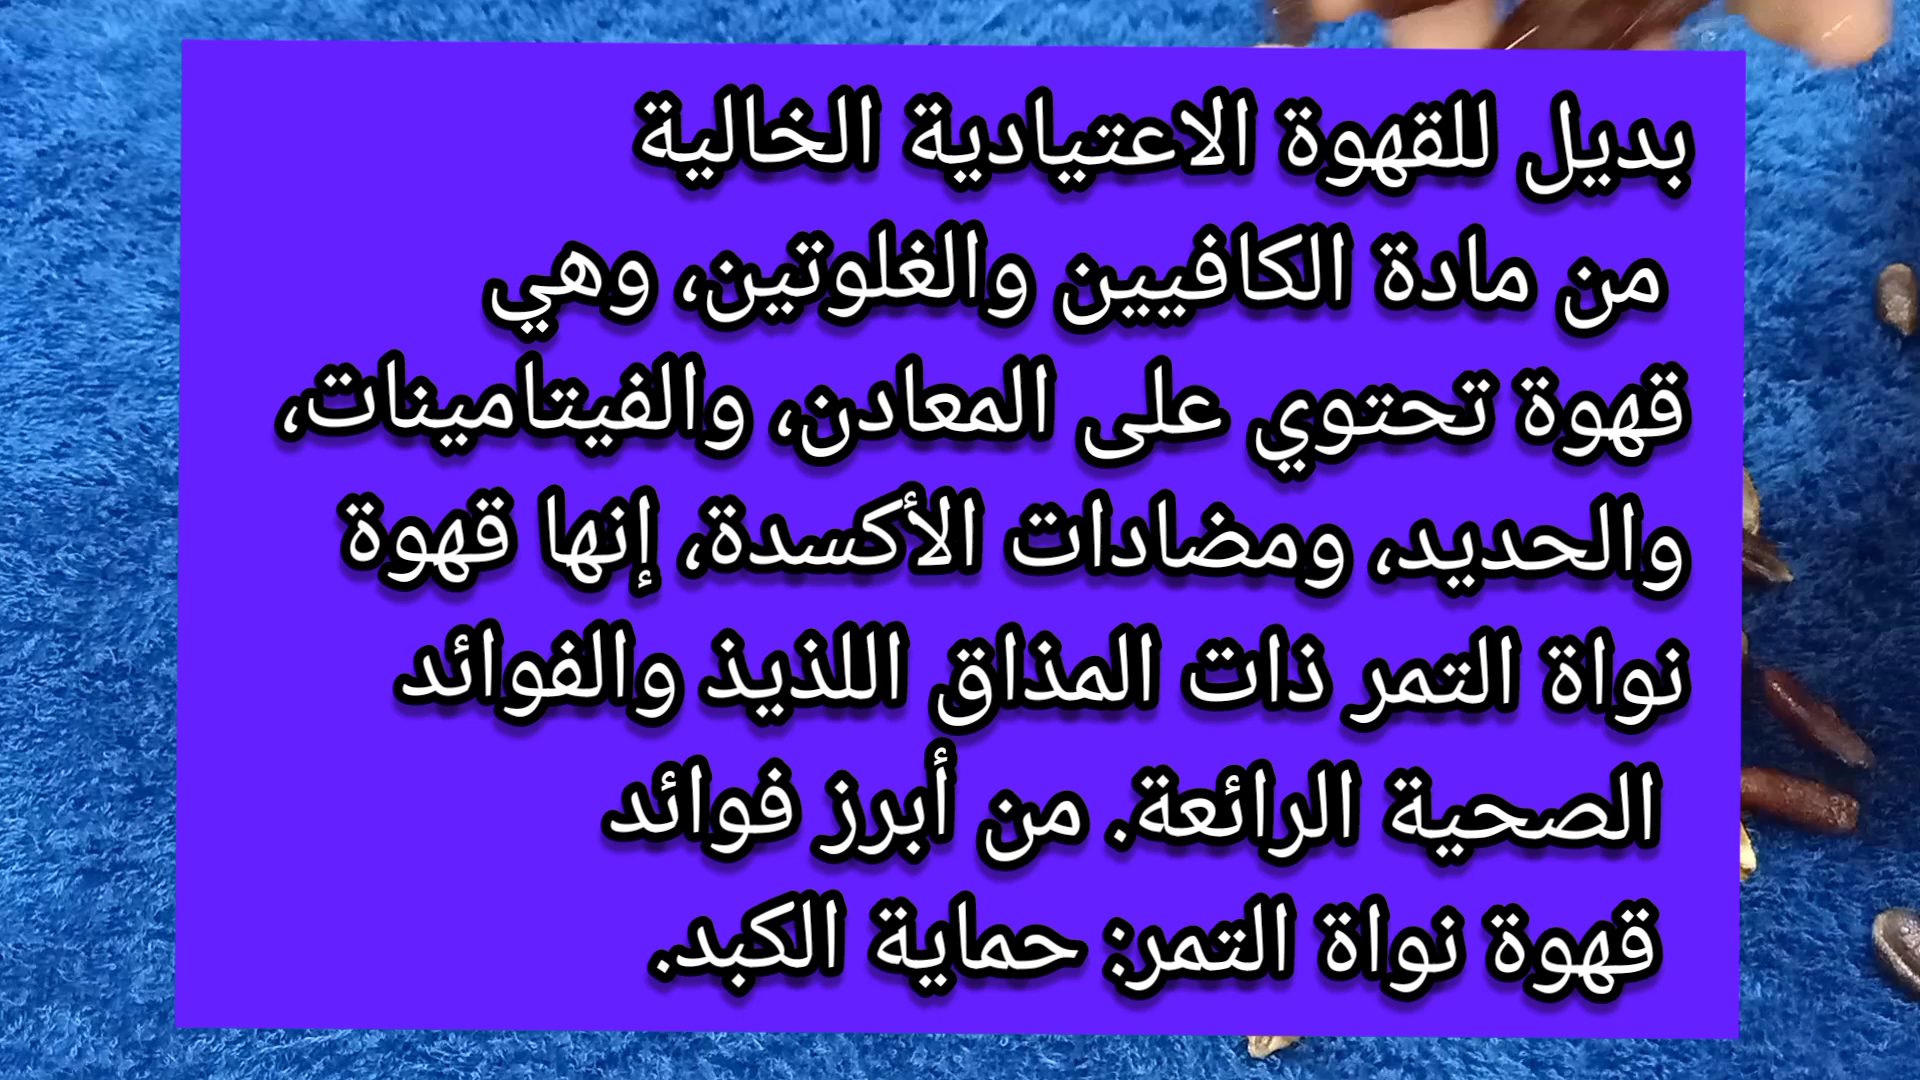 بديل للقهوة الاعتيادية الخالية
من مادة الكافيين والغلوتين، وهي
قهوة تحتوي على المعادن، والفيتامينات،
والحديد، ومضادات الأكسدة، إنها قهوة
نواة التمر ذات المذاق اللذيذ والفوائد
الصحية الرائعة. من أبرز فوائد
قهوة نواة التمر: حماية الكبد.